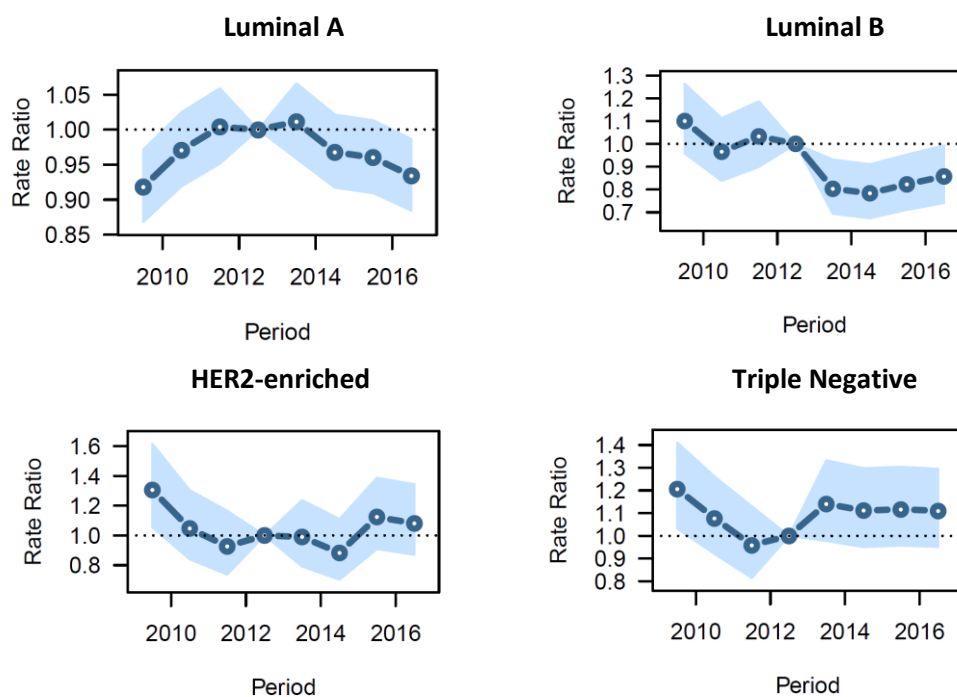 Luminal A
Rate Ratio
1.05
1.00
0.95
0.90
0.85
2010 2012 2014 2016
Period
Luminal B
Rate Ratio
1.3
1.2
1.1
1.0
0.9
0.8
0.7
2010 2012 2014 2016
Period
HER2-enriched
Rate Ratio
1.6
1.4
1.2
1.0
0.8
2010 2012 2014 2016
Period
Triple Negative
Rate Ratio
1.4
1.3
1.2
1.1
1.0
0.9
0.8
2010 2012 2014 2016
Period